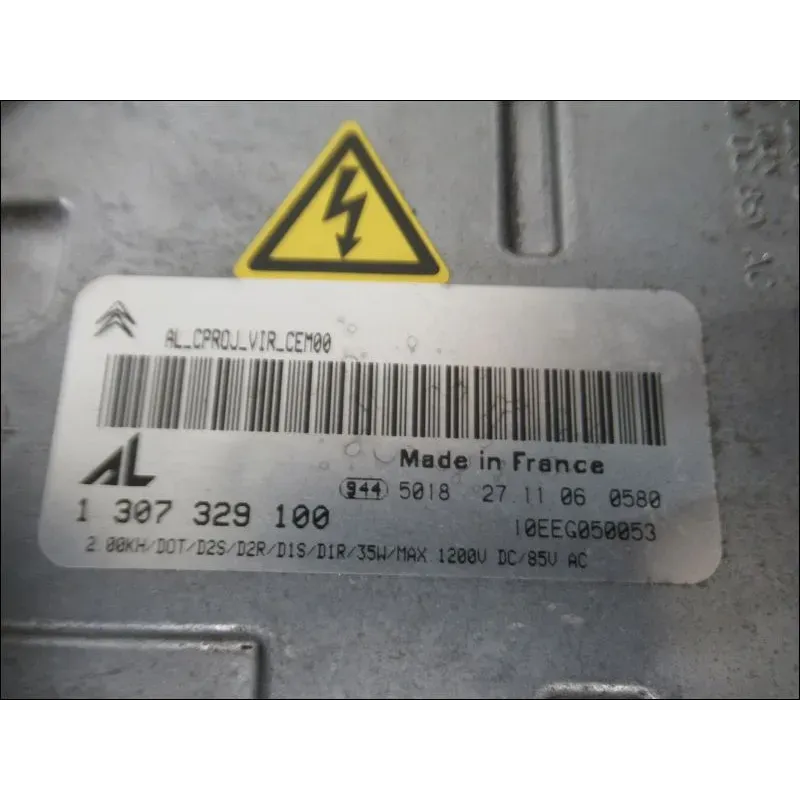 AL_CPROJ_VIR_CEM00
AL
Made in France
944 5018 27.11 06 0580
1 307 329 100
10EEG050053
2.00KH/DOT/D2S/D2R/D1S/D1R/35W/MAX 1200V DC/85V AC